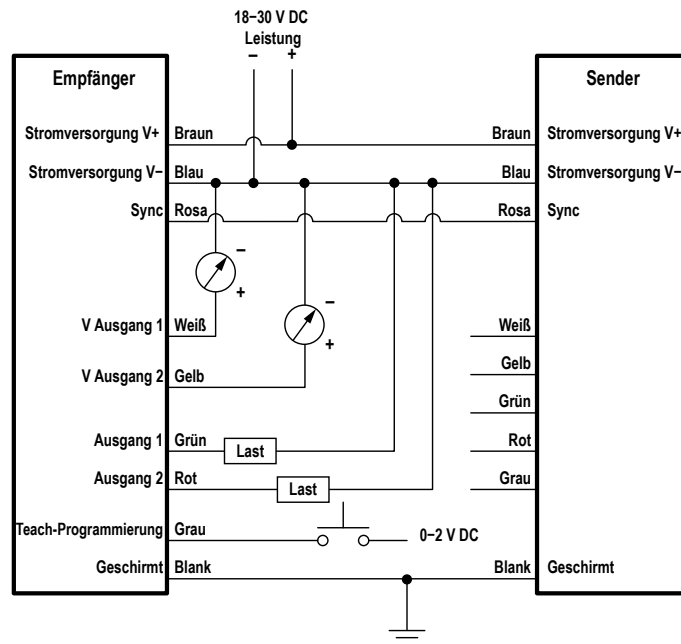 18−30 V DC
Leistung
− +
Empfänger
Sender
Stromversorgung V+ Braun Braun Stromversorgung V+
Stromversorgung V− Blau Blau Stromversorgung V−
Sync Rosa Rosa Sync
−
+
−
+
V Ausgang 1 Weiß Weiß
V Ausgang 2 Gelb Gelb
Grün
Ausgang 1 Grün Last Rot
Ausgang 2 Rot Last Grau
Teach-Programmierung Grau 0−2 V DC
Geschirmt Blank Blank Geschirmt